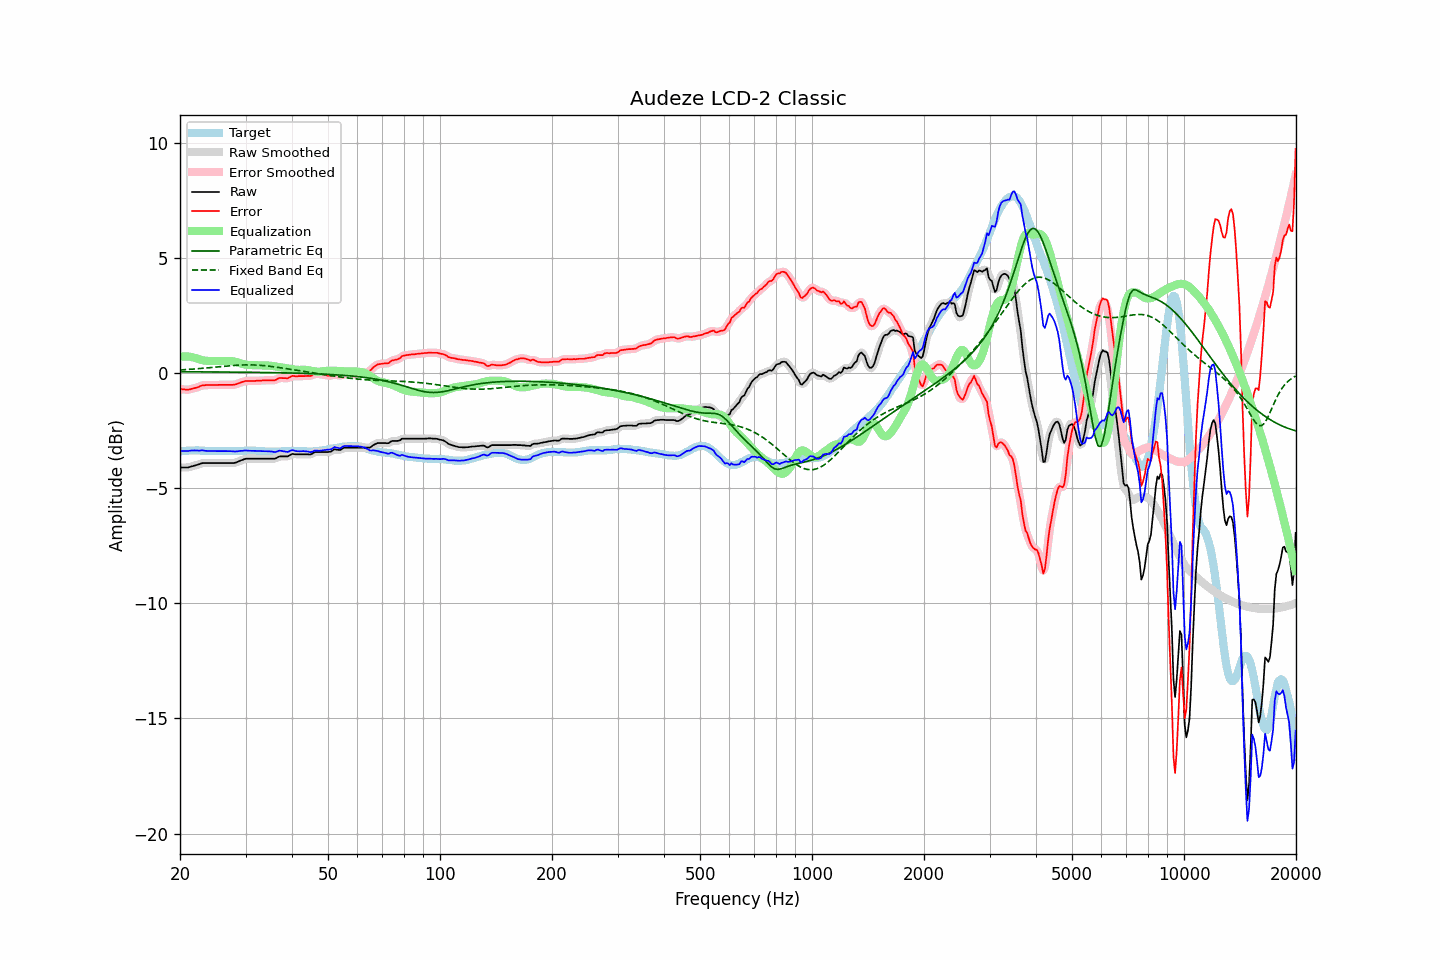 Audeze LCD-2 Classic
Target
Raw Smoothed
Error Smoothed
Raw
Error
Equalization
Parametric Eq
Fixed Band Eq
Equalized
10
5
0
−5
−10
−15
−20
Amplitude (dBr)
20 50 100 200 500 1000 2000 5000 10000 20000
Frequency (Hz)